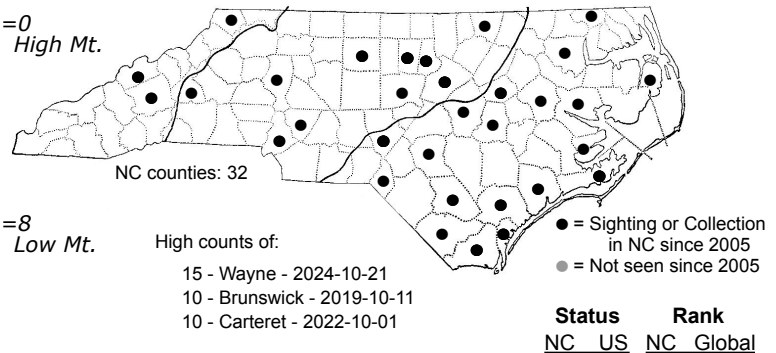 =0
High Mt.
NC counties: 32
=8
Low Mt.
High counts of:
15 - Wayne - 2024-10-21
10 - Brunswick - 2019-10-11
10 - Carteret - 2022-10-01
= Sighting or Collection
in NC since 2005
= Not seen since 2005
Status Rank
NC US NC Global